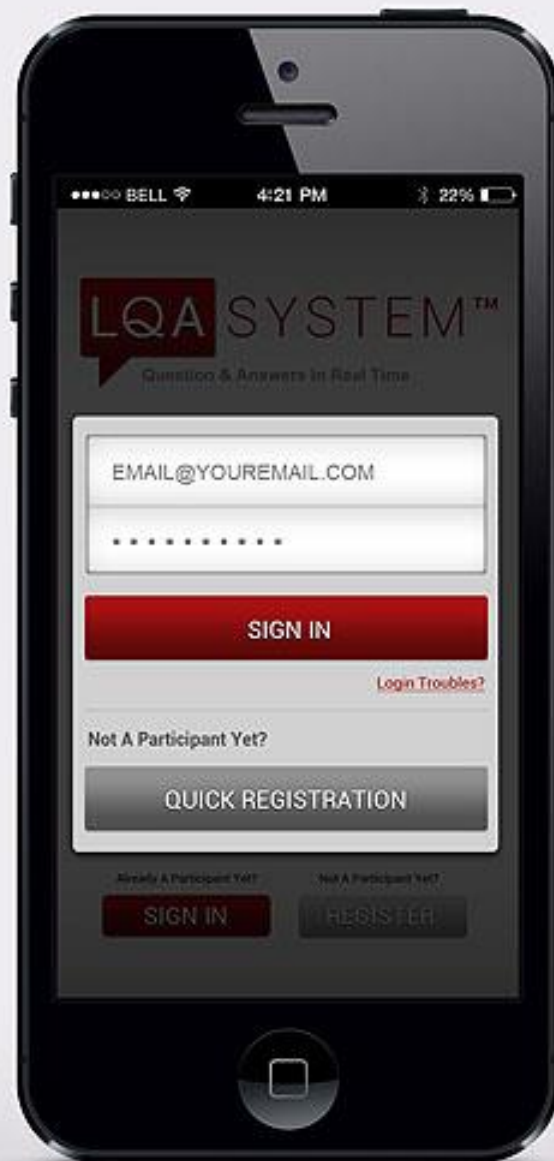 BELL 4:21 PM 22%
LQA SYSTEM™
Question & Answers In Real Time
EMAIL@YOUREMAIL.COM
SIGN IN
Login Troubles?
Not A Participant Yet?
QUICK REGISTRATION
Already A Participant Yet? Not A Participant Yet?
SIGN IN REGISTER